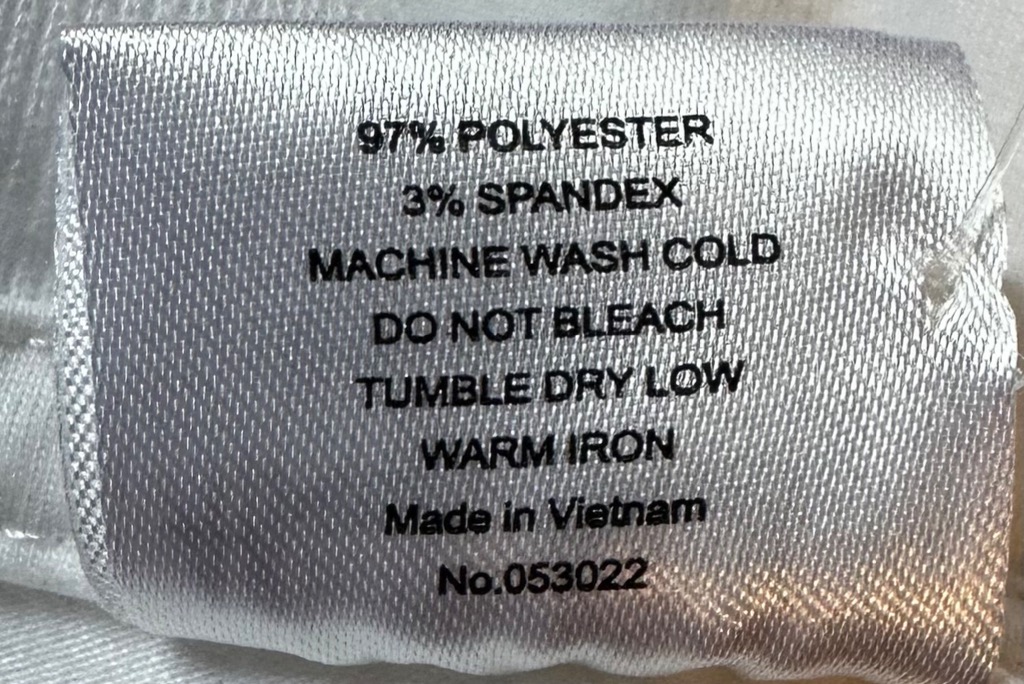 97% POLYESTER
3% SPANDEX
MACHINE WASH COLD
DO NOT BLEACH
TUMBLE DRY LOW
WARM IRON
Made in Vietnam
No.053022